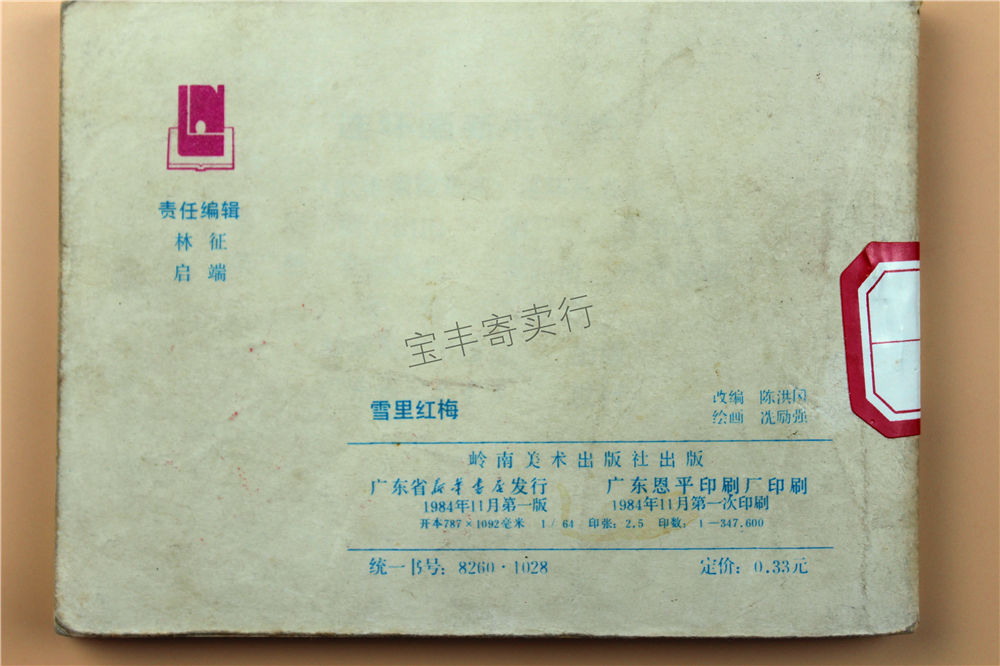 责任编辑
林 征
启 端
宝丰寄卖行
雪里红梅
改编 陈洪国
绘画 冼励强
岭南美术出版社出版
广东省新华书店发行 广东恩平印刷厂印刷
1984年11月第一版 1984年11月第一次印刷
开本787×1092毫米 1/64 印张:2.5 印数:1—347.600
统一书号:8260·1028 定价:0.33元